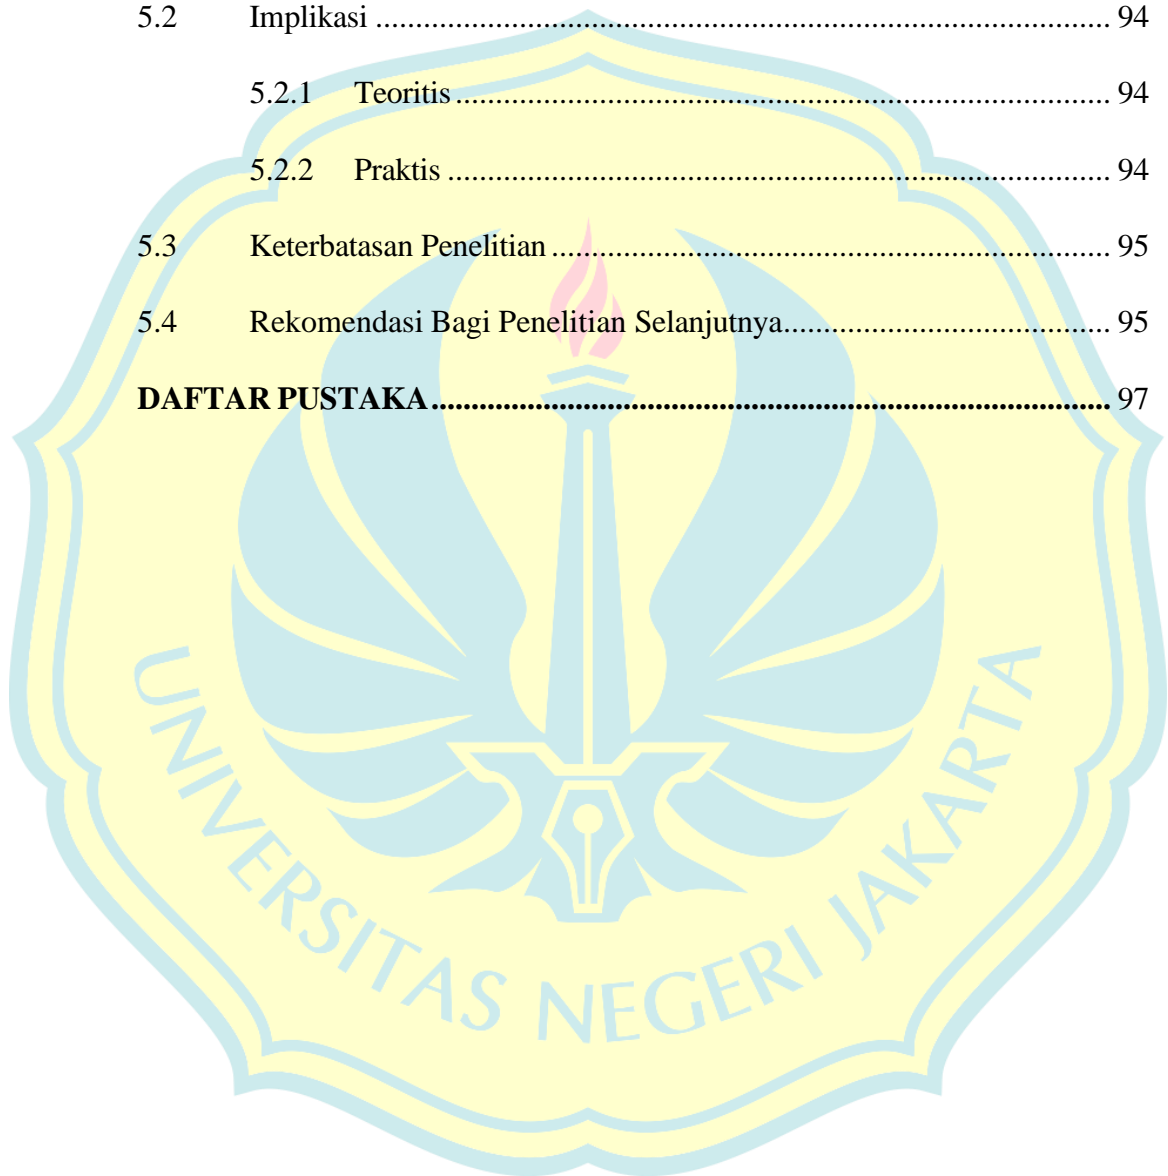 5.2 Implikasi ........................................................................................... 94
5.2.1 Teoritis ................................................................................. 94
5.2.2 Praktis .................................................................................. 94
5.3 Keterbatasan Penelitian ..................................................................... 95
5.4 Rekomendasi Bagi Penelitian Selanjutnya......................................... 95
DAFTAR PUSTAKA .................................................................................... 97
UNIVERSITAS NEGERI JAKARTA